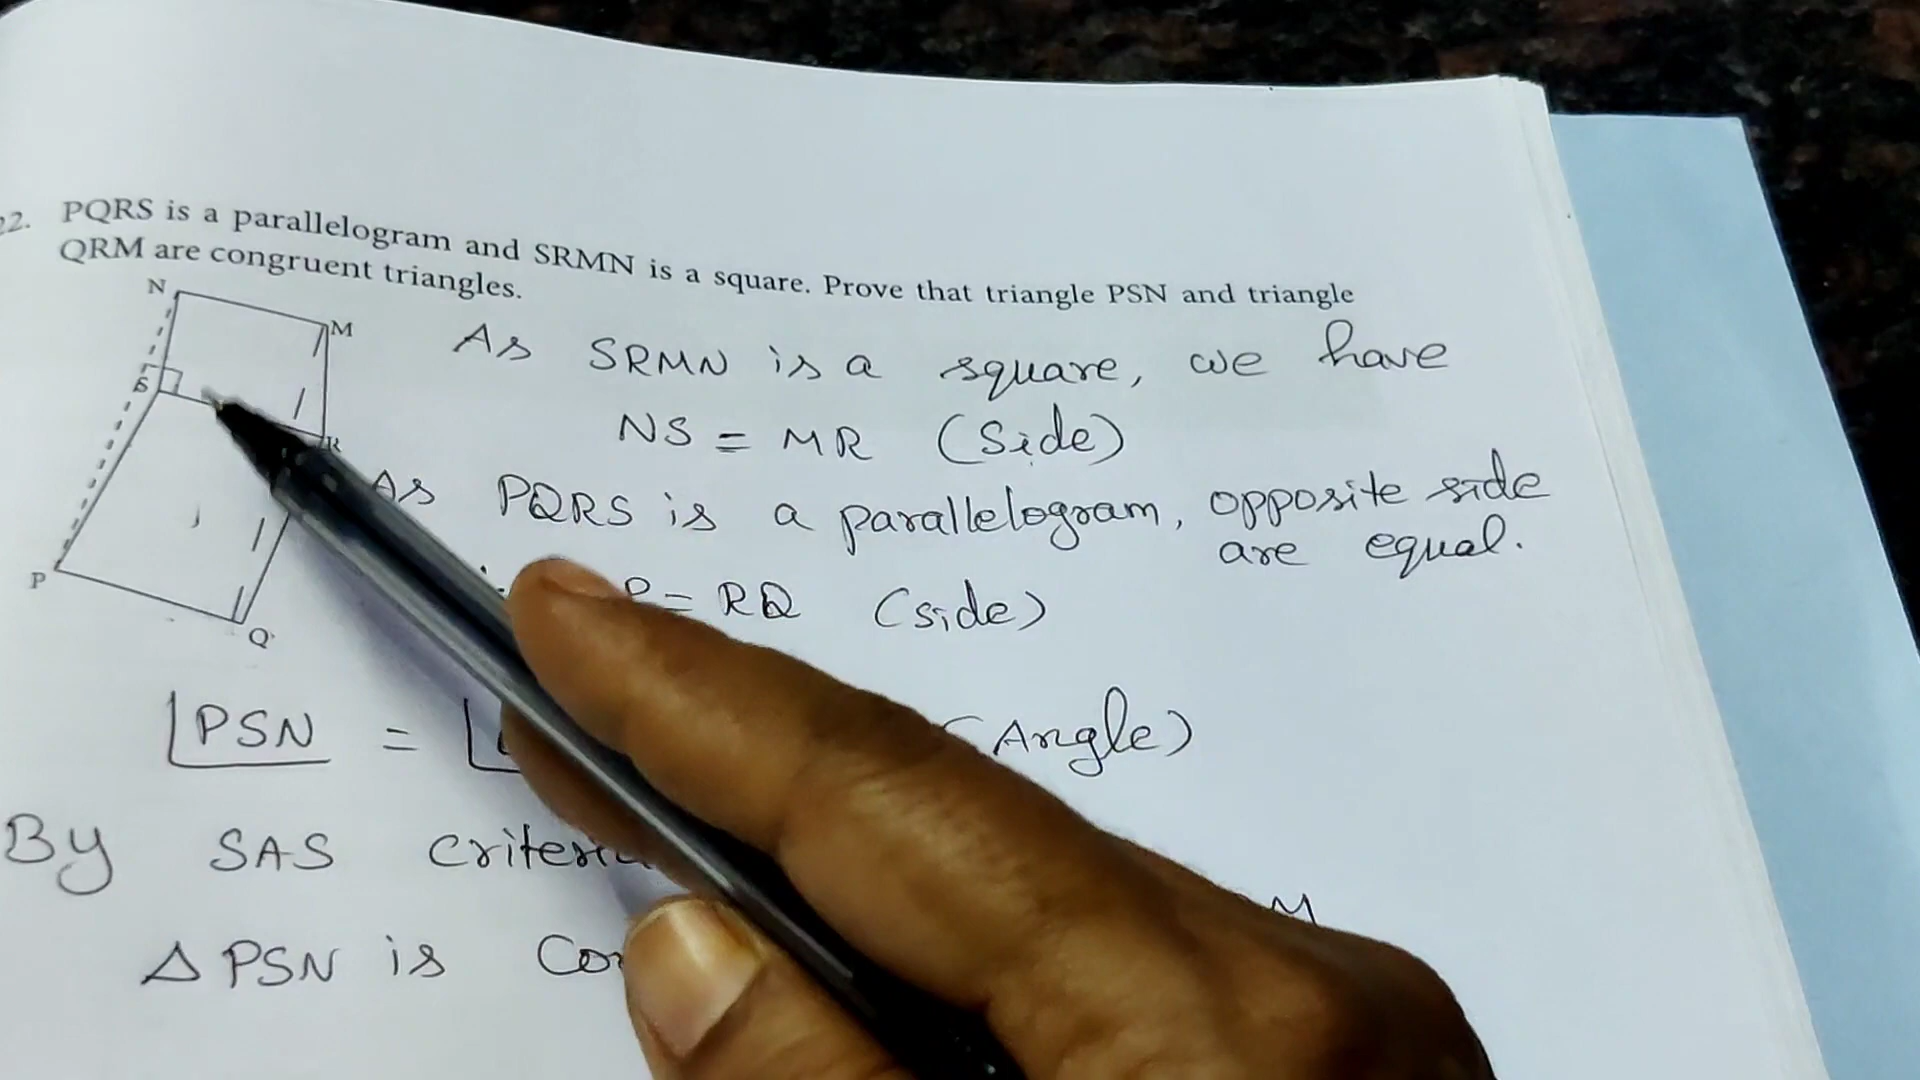 22. PQRS is a parallelogram and SRMN is a square. Prove that triangle PSN and triangle
QRM are congruent triangles.
N
M
S
R
P
Q
As SRMN is a square, we have
NS = MR (Side)
As PQRS is a parallelogram, opposite side
are equal.
P = RQ (side)
PSN = (Angle)
By SAS
M
Δ PSN is